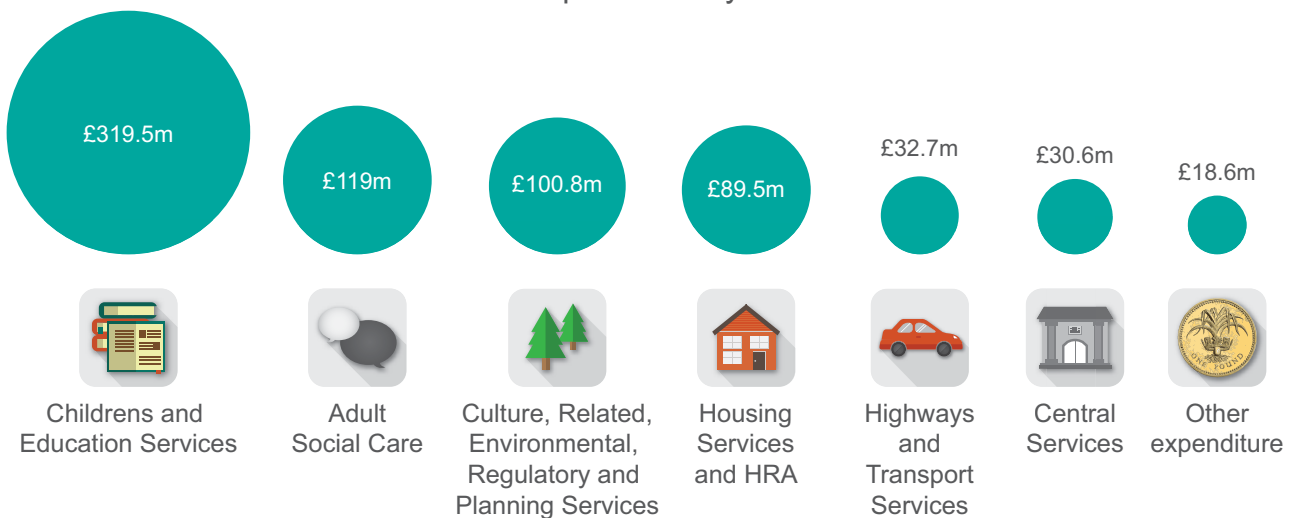 £319.5m
£119m
£100.8m
£89.5m
£32.7m
£30.6m
£18.6m
Childrens and
Education Services
Adult
Social Care
Culture, Related,
Environmental,
Regulatory and
Planning Services
Housing
Services
and HRA
Highways
and
Transport
Services
Central
Services
Other
expenditure
ONE POUND